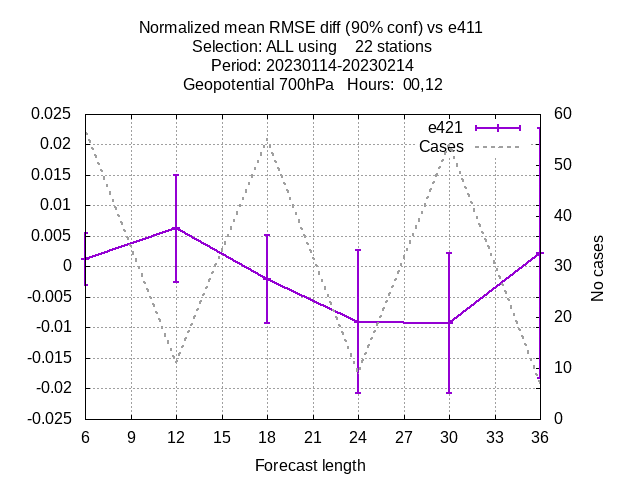 Normalized mean RMSE diff (90% conf) vs e411
Selection: ALL using    22 stations
Period: 20230114-20230214
Geopotential 700hPa   Hours:  00,12
e421
Cases
0.025
0.02
0.015
0.01
0.005
0
-0.005
-0.01
-0.015
-0.02
-0.025
60
50
40
30
20
10
0
No cases
6 9 12 15 18 21 24 27 30 33 36
Forecast length